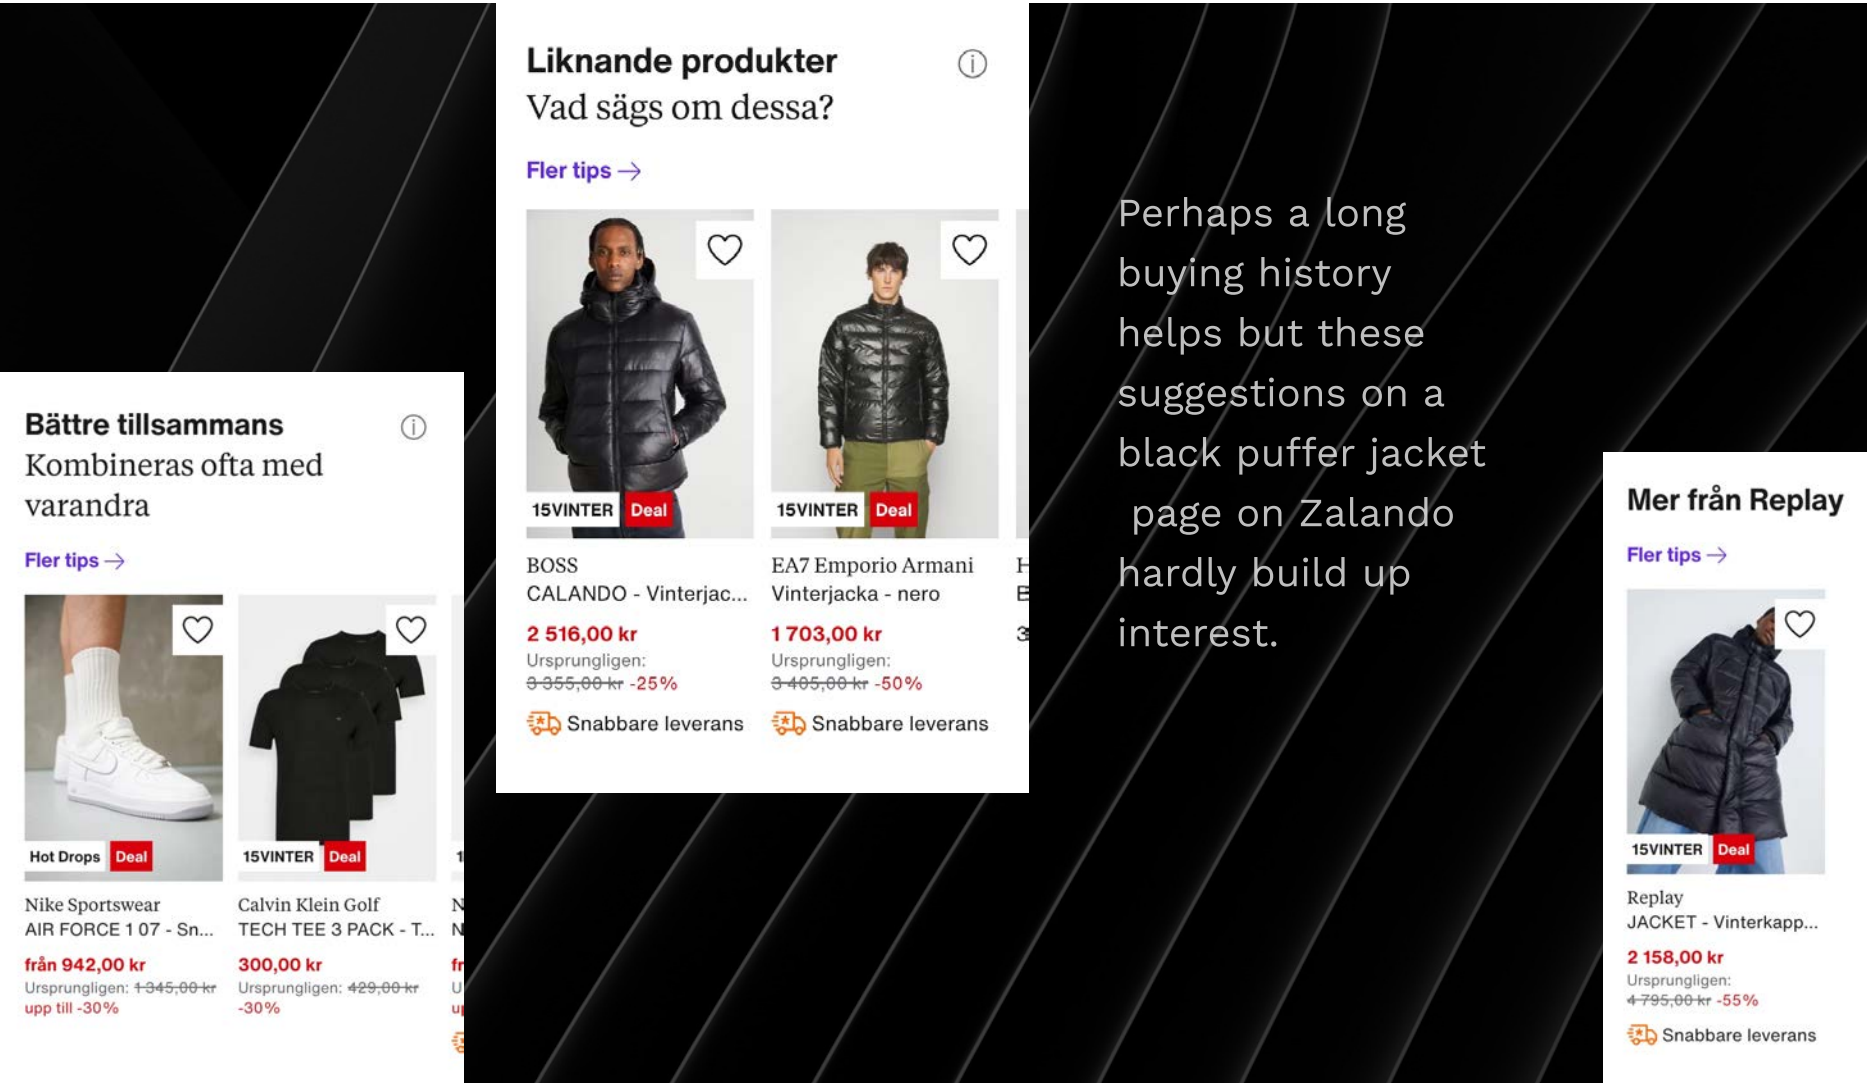 Liknande produkter
Vad sägs om dessa?
Fler tips →
15VINTER Deal
15VINTER Deal
BOSS
CALANDO - Vinterjac...
2 516,00 kr
Ursprungligen:
3 355,00 kr -25%
Snabbare leverans
EA7 Emporio Armani
Vinterjacka - nero
1 703,00 kr
Ursprungligen:
3 405,00 kr -50%
Snabbare leverans
Bättre tillsammans
Kombineras ofta med
varandra
Fler tips →
Hot Drops Deal
15VINTER Deal
Nike Sportswear
AIR FORCE 1 07 - Sn...
från 942,00 kr
Ursprungligen: 1 345,00 kr
upp till -30%
Calvin Klein Golf
TECH TEE 3 PACK - T...
300,00 kr
Ursprungligen: 429,00 kr
-30%
Perhaps a long
buying history
helps but these
suggestions on a
black puffer jacket
page on Zalando
hardly build up
interest.
Mer från Replay
Fler tips →
15VINTER Deal
Replay
JACKET - Vinterkapp...
2 158,00 kr
Ursprungligen:
4 795,00 kr -55%
Snabbare leverans